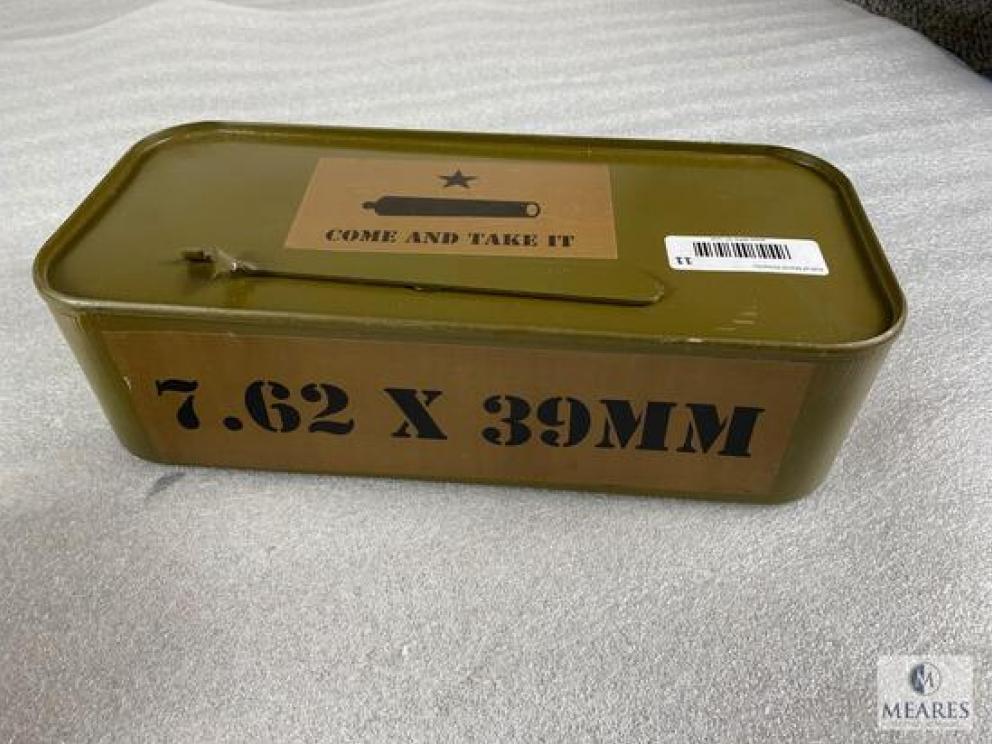 COME AND TAKE IT
11
7.62 X 39MM
M
MEARES